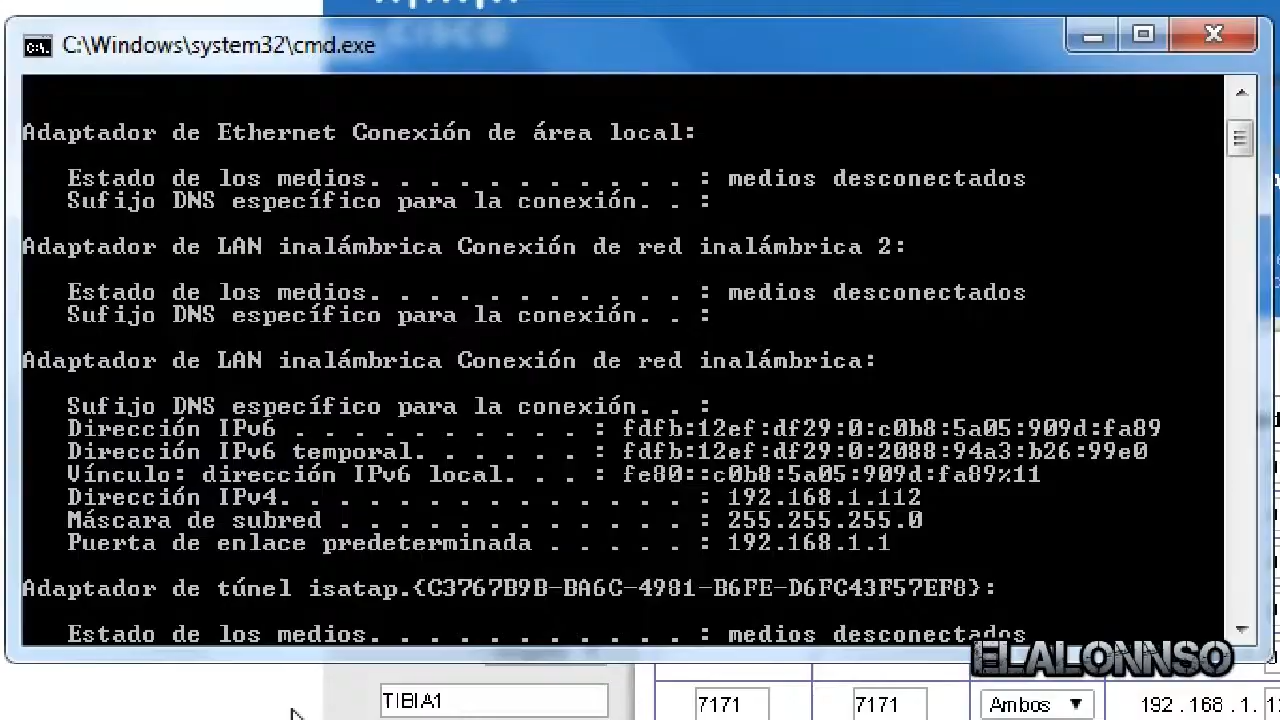 C:\Windows\system32\cmd.exe
Adaptador de Ethernet Conexión de área local:
Estado de los medios. . . . . . . . . . . : medios desconectados
Sufijo DNS específico para la conexión. . :
Adaptador de LAN inalámbrica Conexión de red inalámbrica 2:
Estado de los medios. . . . . . . . . . . : medios desconectados
Sufijo DNS específico para la conexión. . :
Adaptador de LAN inalámbrica Conexión de red inalámbrica:
Sufijo DNS específico para la conexión. . :
Dirección IPv6 . . . . . . . . . . : fdfb:12ef:df29:0:c0b8:5a05:909d:fa89
Dirección IPv6 temporal. . . . . . : fdfb:12ef:df29:0:2088:94a3:b26:99e0
Vínculo: dirección IPv6 local. . . : fe80::c0b8:5a05:909d:fa89%11
Dirección IPv4. . . . . . . . . . . . . . : 192.168.1.112
Máscara de subred . . . . . . . . . . . . : 255.255.255.0
Puerta de enlace predeterminada . . . . . : 192.168.1.1
Adaptador de túnel isatap.{C3767B9B-BA6C-4981-B6FE-D6FC43F57EF8}:
Estado de los medios. . . . . . . . . . . : medios desconectados
ELALONNSO
TIBIA1 7171 7171 Ambos 192.168.1.